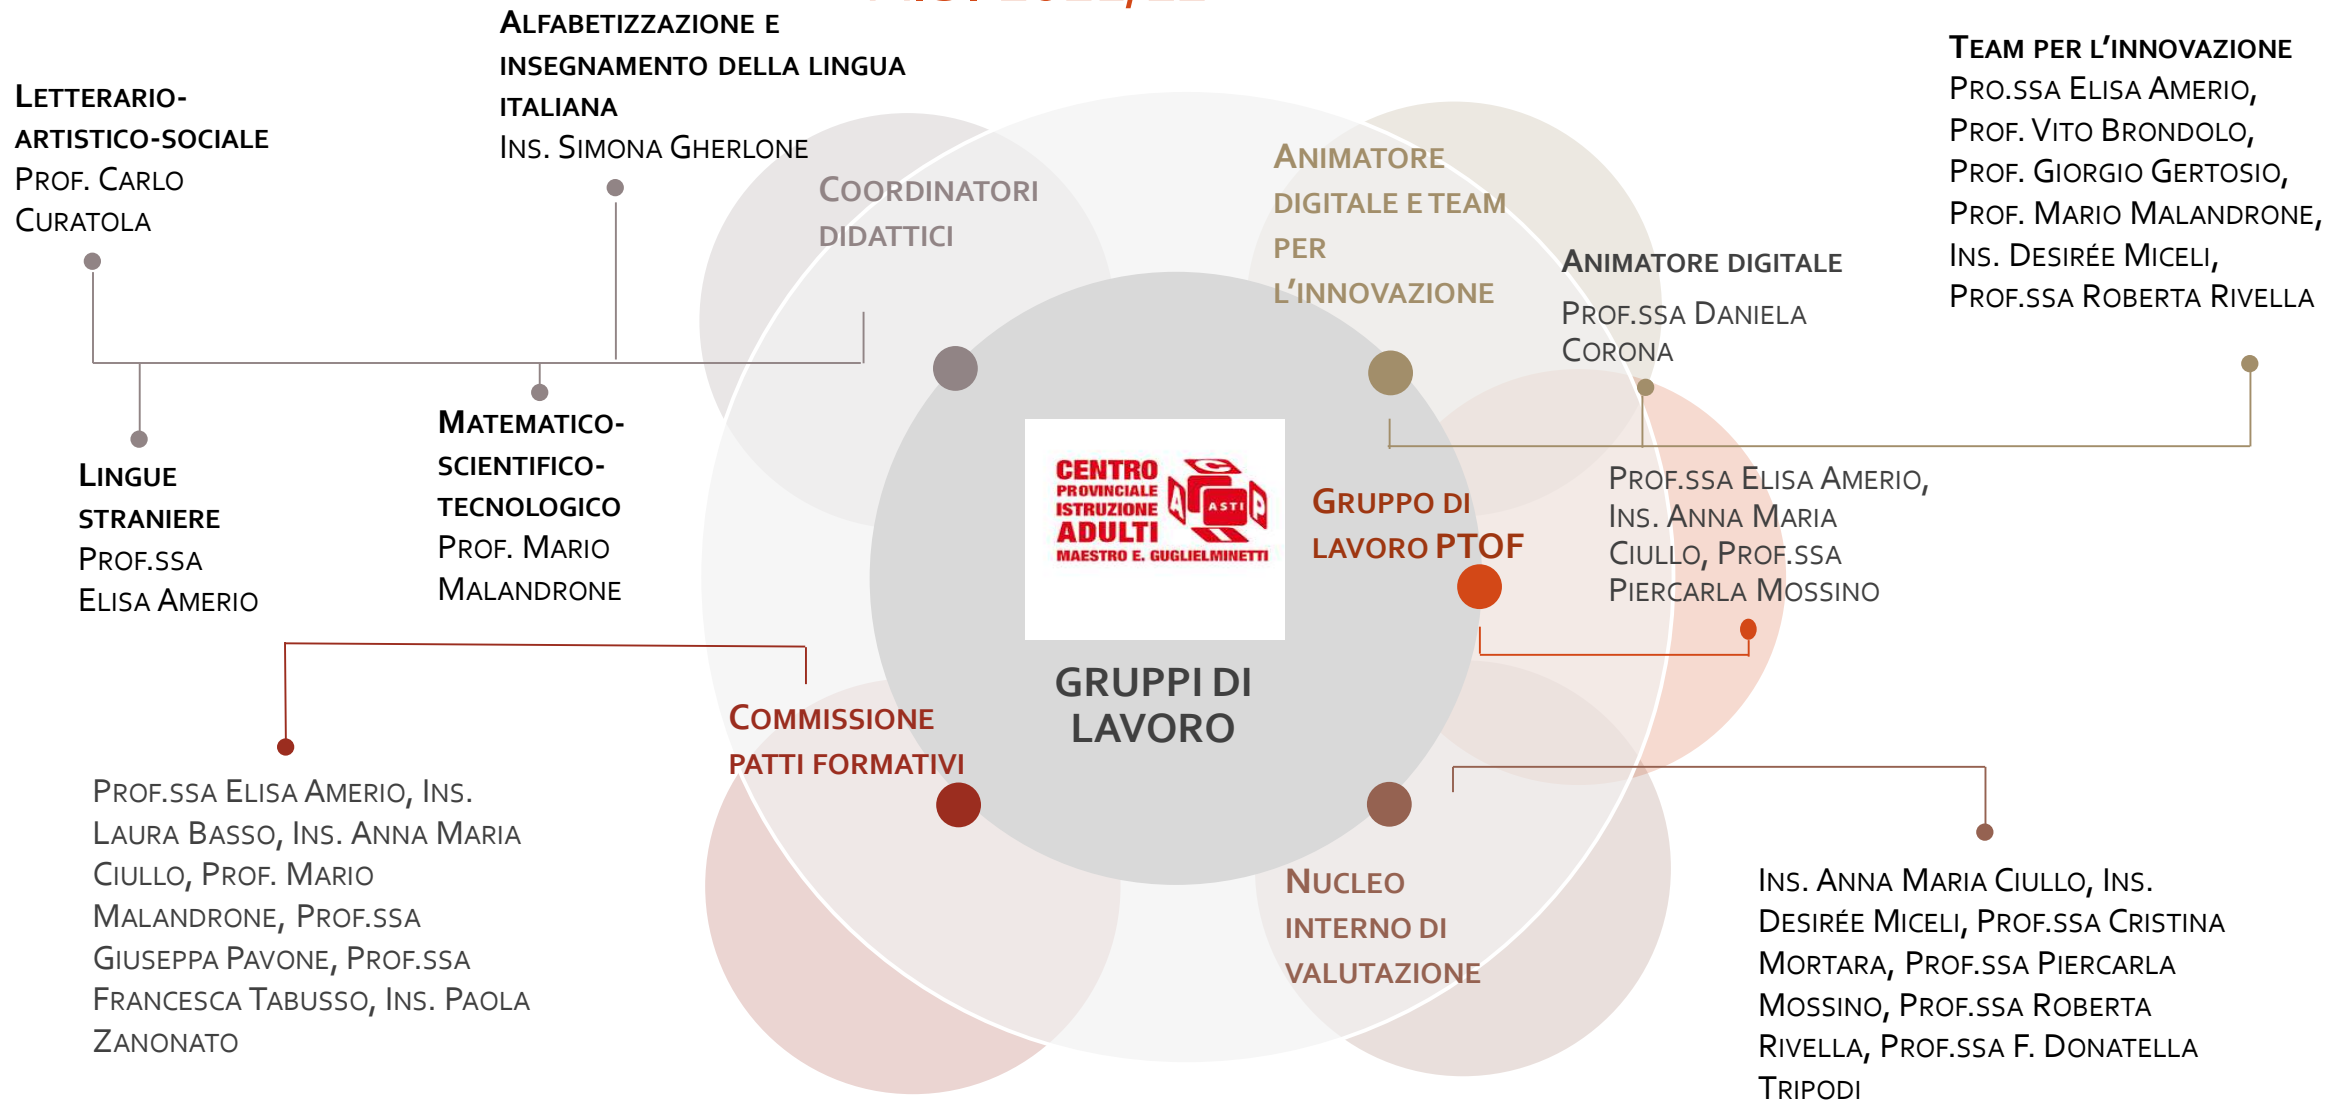 ALFABETIZZAZIONE E
INSEGNAMENTO DELLA LINGUA
ITALIANA
INS. SIMONA GHERLONE
LETTERARIO-
ARTISTICO-SOCIALE
PROF. CARLO
CURATOLA
COORDINATORI
DIDATTICI
ANIMATORE
DIGITALE E TEAM
PER
L'INNOVAZIONE
ANIMATORE DIGITALE
PROF.SSA DANIELA
CORONA
TEAM PER L'INNOVAZIONE
PRO.SSA ELISA AMERIO,
PROF. VITO BRONDOLO,
PROF. GIORGIO GERTOSIO,
PROF. MARIO MALANDRONE,
INS. DESIRÉE MICELI,
PROF.SSA ROBERTA RIVELLA
LINGUE
STRANIERE
PROF.SSA
ELISA AMERIO
MATEMATICO-
SCIENTIFICO-
TECNOLOGICO
PROF. MARIO
MALANDRONE
CENTRO
PROVINCIALE
ISTRUZIONE
ADULTI
MAESTRO E. GUGLIELMINETTI
ASTI
GRUPPI DI
LAVORO
GRUPPO DI
LAVORO PTOF
PROF.SSA ELISA AMERIO,
INS. ANNA MARIA
CIULLO, PROF.SSA
PIERCARLA MOSSINO
COMMISSIONE
PATTI FORMATIVI
PROF.SSA ELISA AMERIO, INS.
LAURA BASSO, INS. ANNA MARIA
CIULLO, PROF. MARIO
MALANDRONE, PROF.SSA
GIUSEPPA PAVONE, PROF.SSA
FRANCESCA TABUSSO, INS. PAOLA
ZANONATO
NUCLEO
INTERNO DI
VALUTAZIONE
INS. ANNA MARIA CIULLO, INS.
DESIRÉE MICELI, PROF.SSA CRISTINA
MORTARA, PROF.SSA PIERCARLA
MOSSINO, PROF.SSA ROBERTA
RIVELLA, PROF.SSA F. DONATELLA
TRIPODI